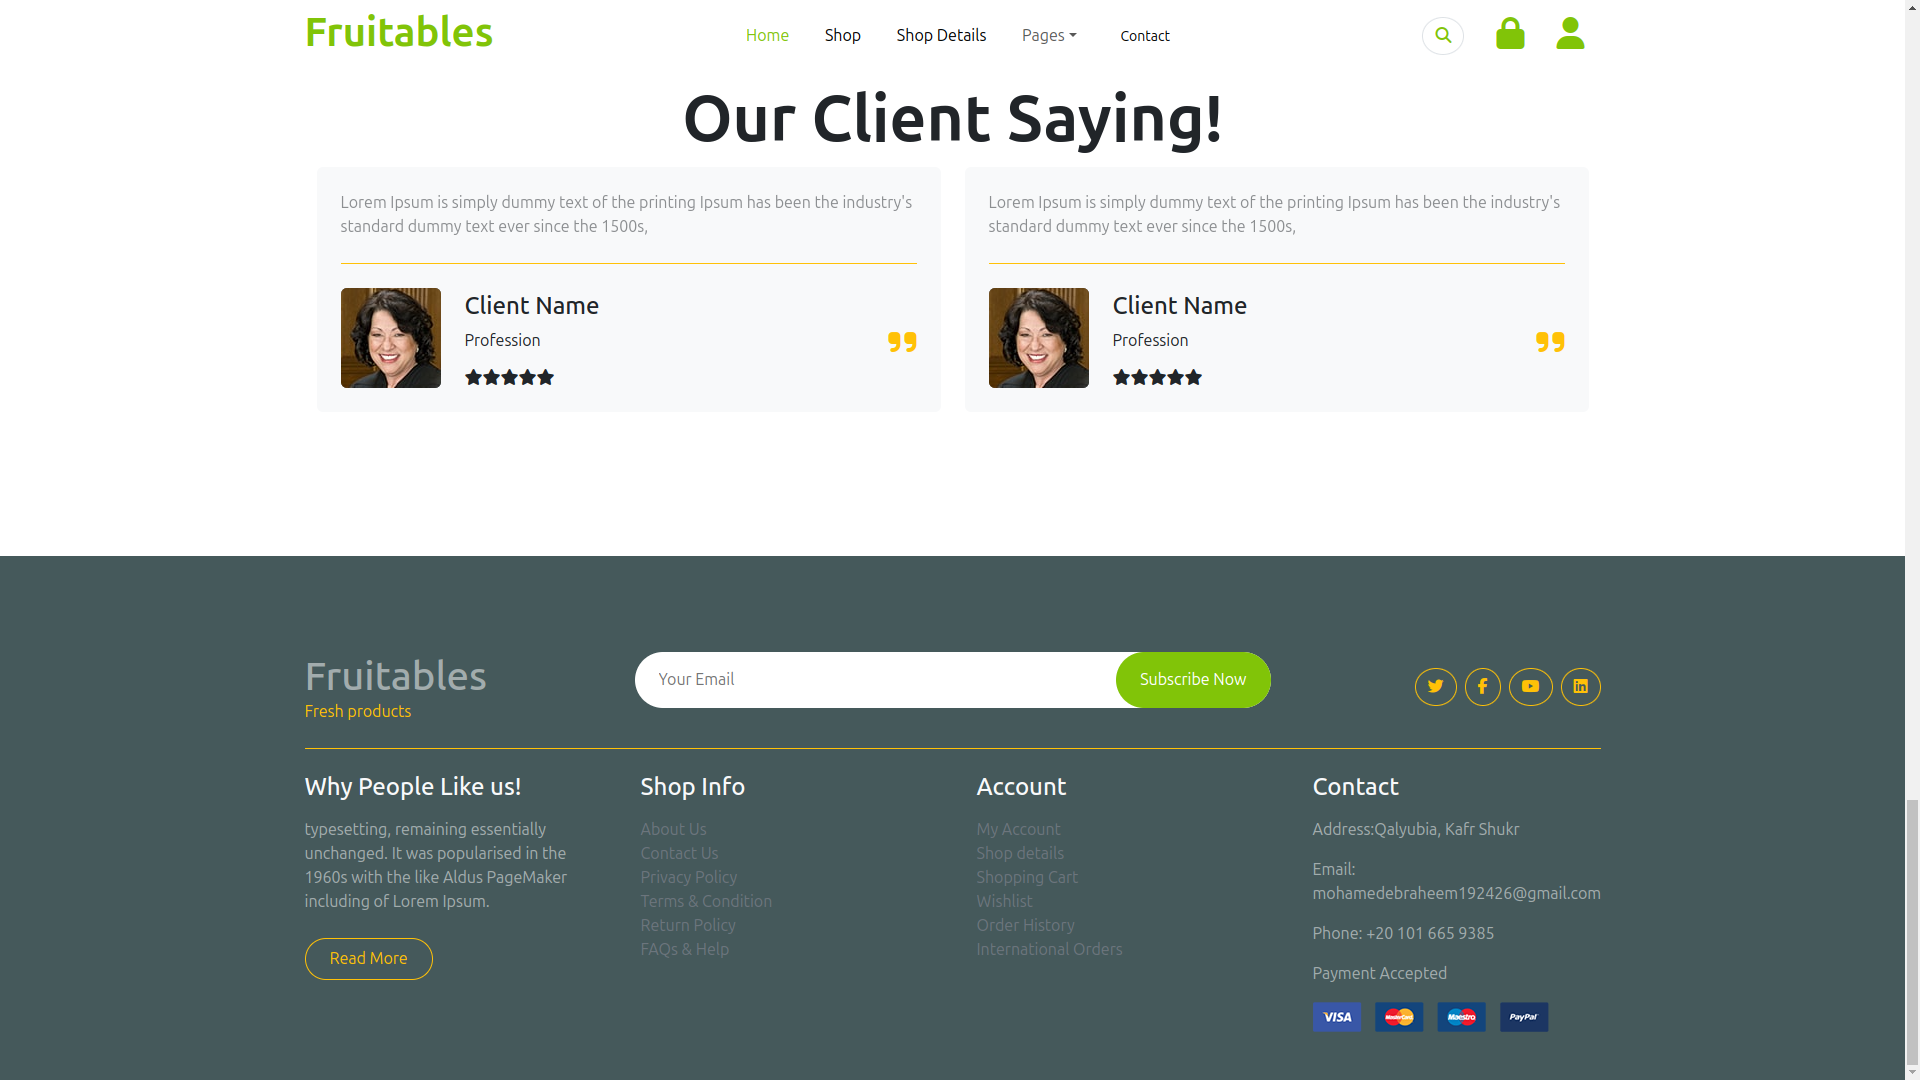 Fruitables
Home
Shop
Shop Details
Pages
Contact
Our Client Saying!
Lorem Ipsum is simply dummy text of the printing Ipsum has been the industry's
standard dummy text ever since the 1500s,
Client Name
Profession
Lorem Ipsum is simply dummy text of the printing Ipsum has been the industry's
standard dummy text ever since the 1500s,
Client Name
Profession
Fruitables
Fresh products
Your Email
Subscribe Now
Why People Like us!
typesetting, remaining essentially
unchanged. It was popularised in the
1960s with the like Aldus PageMaker
including of Lorem Ipsum.
Read More
Shop Info
About Us
Contact Us
Privacy Policy
Terms & Condition
Return Policy
FAQs & Help
Account
My Account
Shop details
Shopping Cart
Wishlist
Order History
International Orders
Contact
Address:Qalyubia, Kafr Shukr
Email:
mohamedebraheem192426@gmail.com
Phone: +20 101 665 9385
Payment Accepted
VISA
MasterCard
Maestro
PayPal